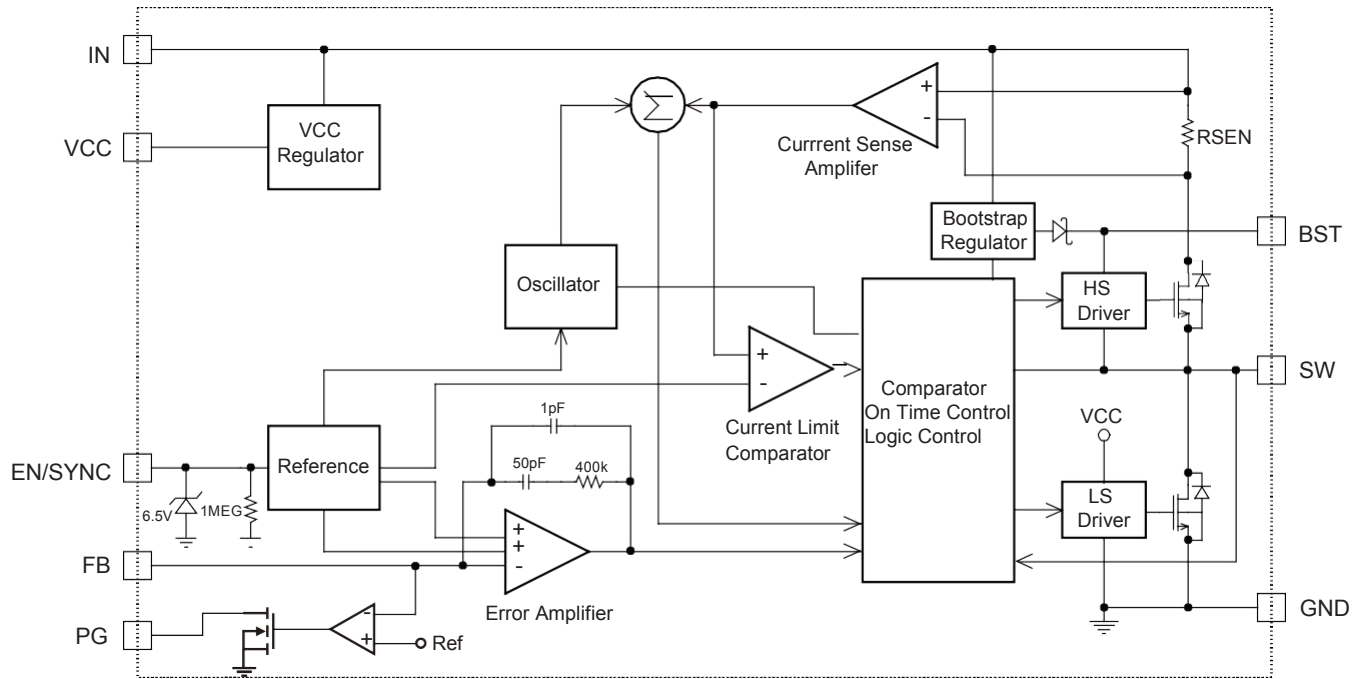 IN
VCC
VCC
Regulator
Σ
+
-
Currrent Sense
Amplifer
RSEN
Bootstrap
Regulator
BST
Oscillator
HS
Driver
+
-
Current Limit
Comparator
Comparator
On Time Control
Logic Control
SW
1pF
50pF
400k
VCC
EN/SYNC
Reference
6.5V
1MEG
LS
Driver
+
+
-
Error Amplifier
FB
PG
-
+
Ref
GND